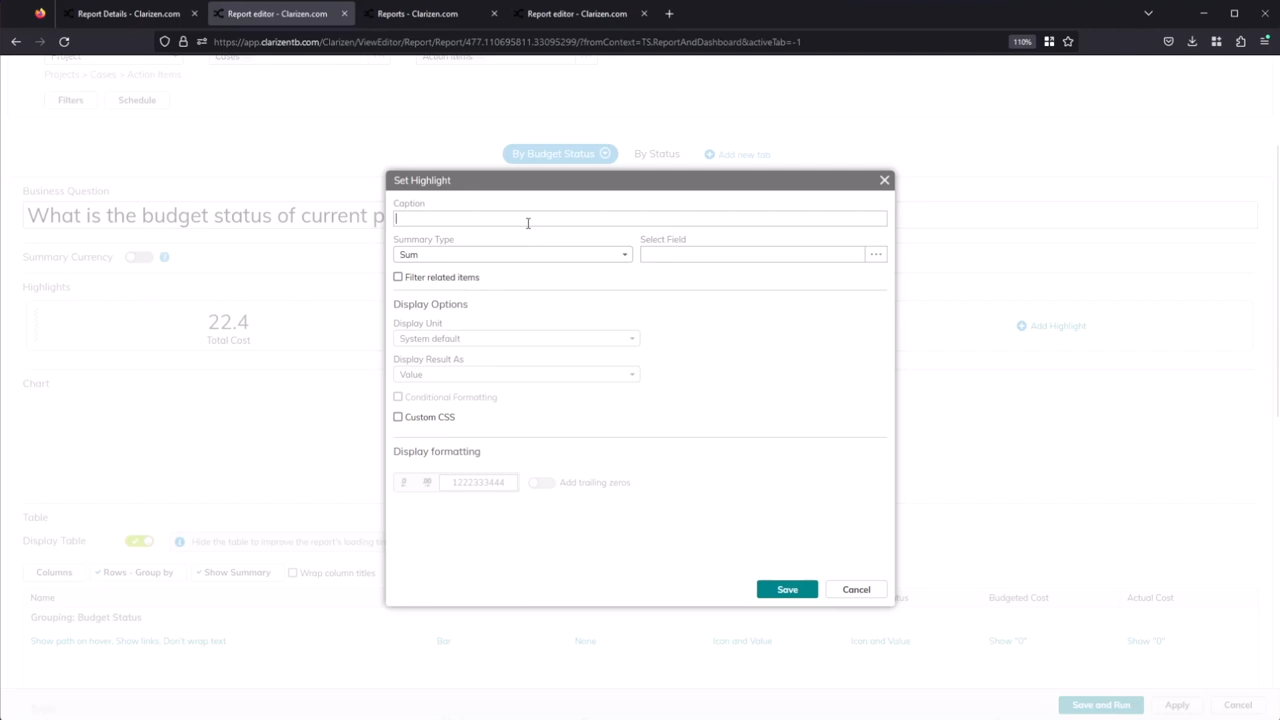 Report Details - Clarizen.com
Report editor - Clarizen.com
Reports - Clarizen.com
Report editor - Clarizen.com
https://app.clarizentb.com/Clarizen/ViewEditor/Report/Report/477.110695811.33095299/?fromContext=TS.ReportAndDashboard&activeTab=-1
110%
Project
Cases
Action Items
Projects > Cases > Action Items
Filters
Schedule
By Budget Status
By Status
Add new tab
Business Question
What is the budget status of current p
Summary Currency
Highlights
22.4
Total Cost
Add Highlight
Chart
Table
Display Table
Hide the table to improve the report's loading
Columns
Rows - Group by
Show Summary
Wrap column titles
Name
Budgeted Cost
Actual Cost
Grouping: Budget Status
Show path on hover, Show links, Don't wrap text
Bar
None
Icon and Value
Icon and Value
Show "0"
Show "0"
Set Highlight
Caption
Summary Type
Select Field
Sum
Filter related items
Display Options
Display Unit
System default
Display Result As
Value
Conditional Formatting
Custom CSS
Display formatting
1222333444
Add trailing zeros
Save
Cancel
Save and Run
Apply
Cancel